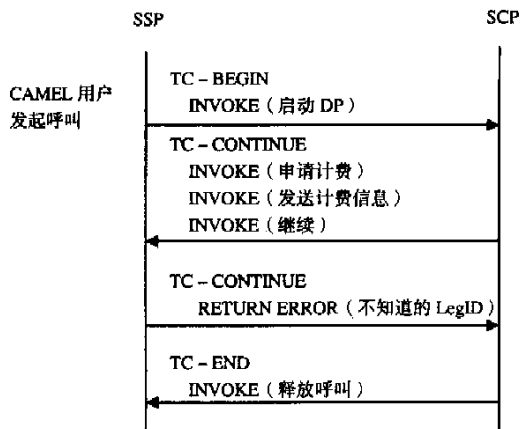 SSP
SCP
CAMEL 用户
发起呼叫
TC – BEGIN
INVOKE（启动 DP）
TC – CONTINUE
INVOKE（申请计费）
INVOKE（发送计费信息）
INVOKE（继续）
TC – CONTINUE
RETURN ERROR（不知道的 LegID）
TC – END
INVOKE（释放呼叫）